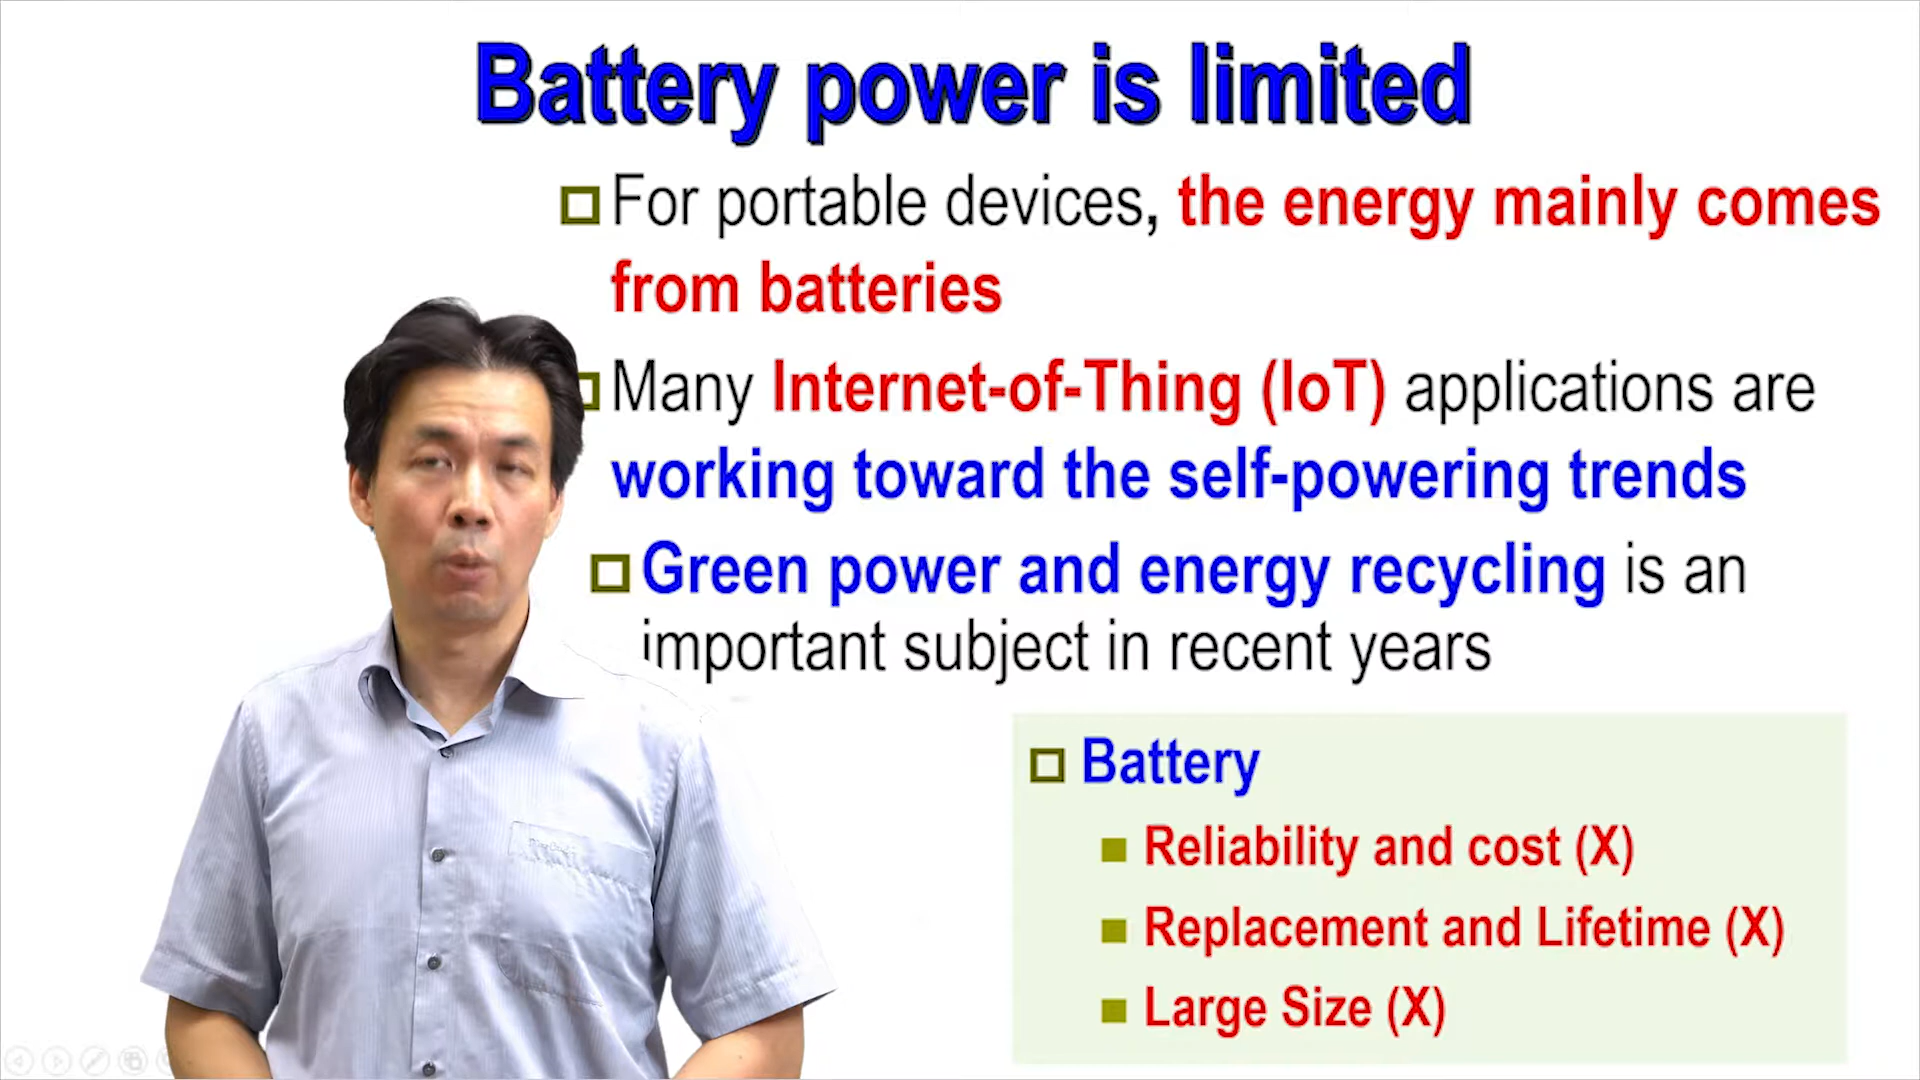 Battery power is limited
For portable devices, the energy mainly comes
from batteries
Many Internet-of-Thing (IoT) applications are
working toward the self-powering trends
Green power and energy recycling is an
important subject in recent years
Battery
Reliability and cost (X)
Replacement and Lifetime (X)
Large Size (X)